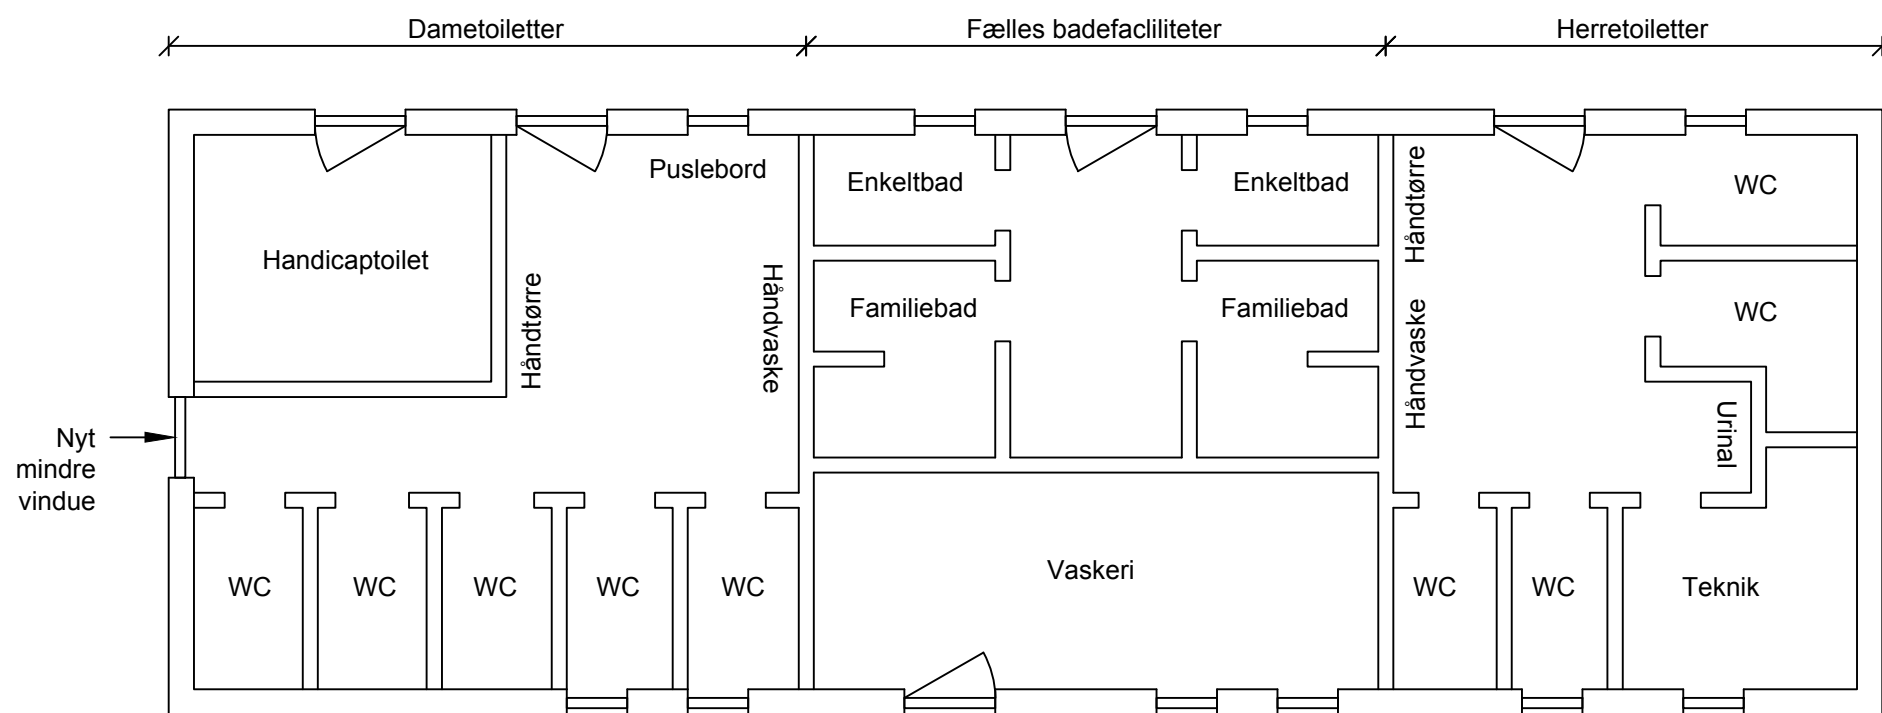 Dametoiletter
Fælles badefacliliteter
Herretoiletter
Puslebord
Enkeltbad
Enkeltbad
Håndtørre
WC
Handicaptoilet
Håndtørre
Håndvaske
Familiebad
Familiebad
Håndvaske
WC
Urinal
Nyt
mindre
vindue
WC
WC
WC
WC
WC
Vaskeri
WC
WC
Teknik